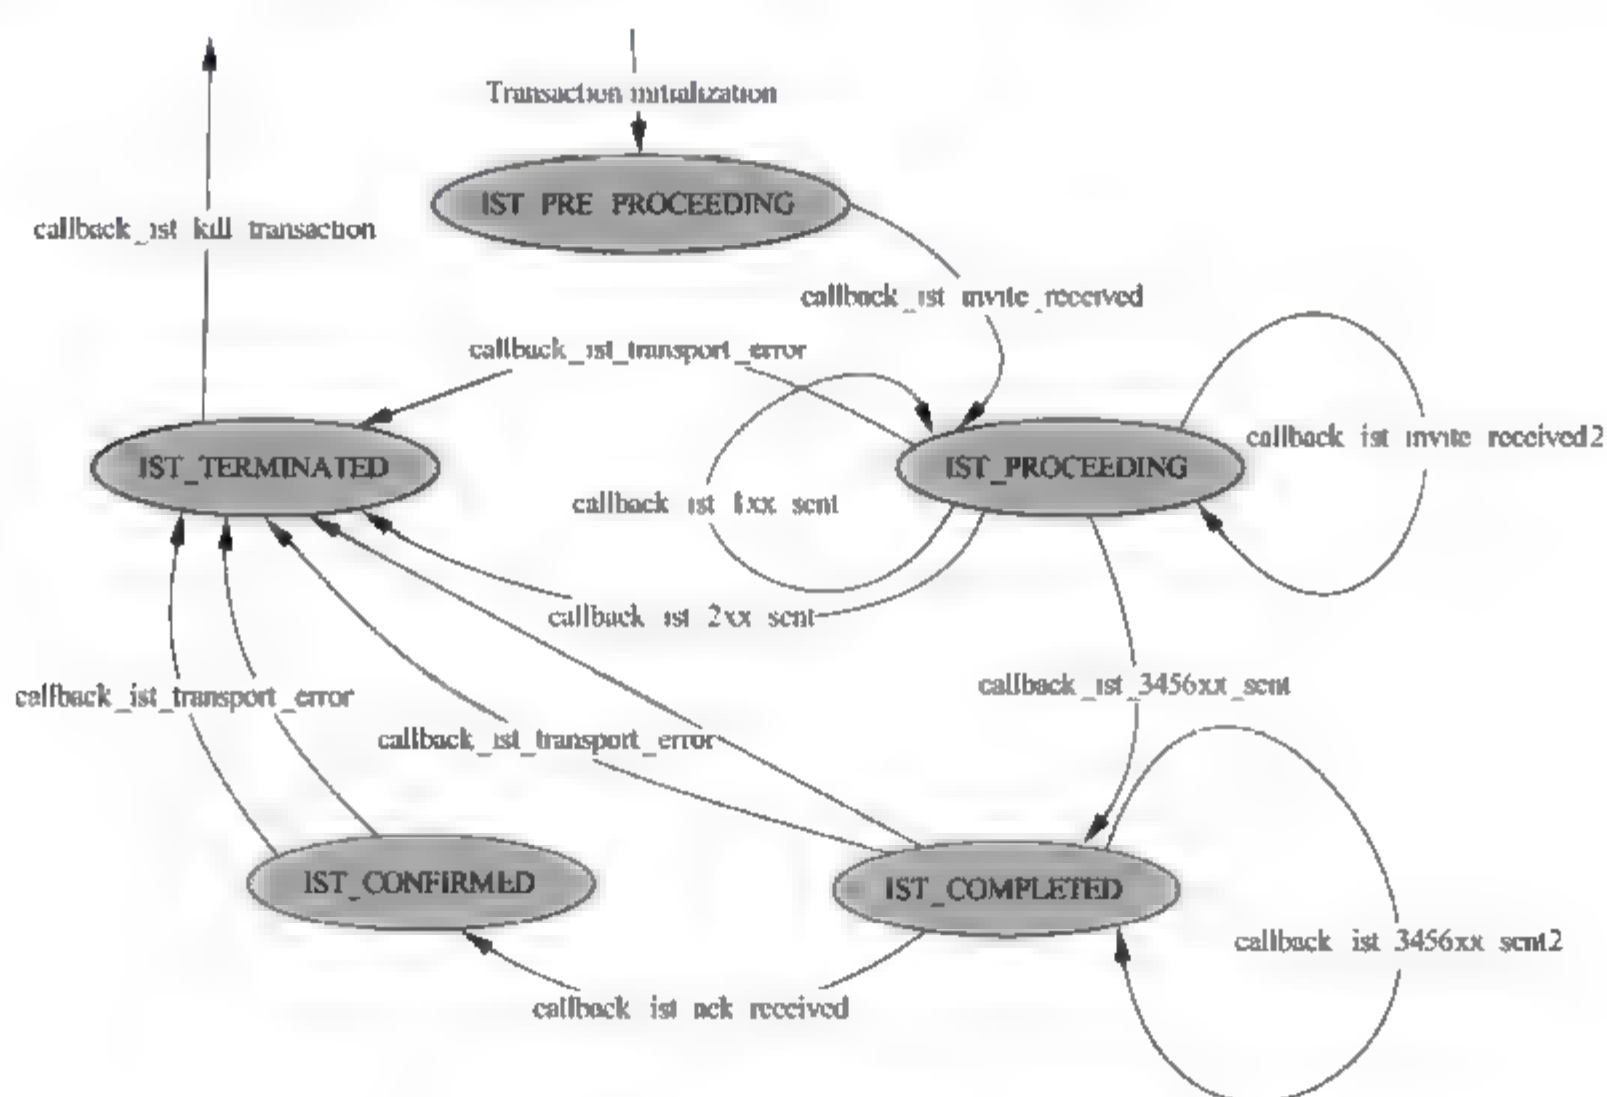 Transaction initialization
IST_PRE_PROCEEDING
callback_ist_kill_transaction
callback_ist_invite_received
callback_ist_transport_error
callback_ist_invite_received2
IST_TERMINATED
IST_PROCEEDING
callback_ist_1xx_sent
callback_ist_2xx_sent
callback_ist_3456xx_sent
callback_ist_transport_error
callback_ist_transport_error
IST_CONFIRMED
IST_COMPLETED
callback_ist_3456xx_sent2
callback_ist_ack_received